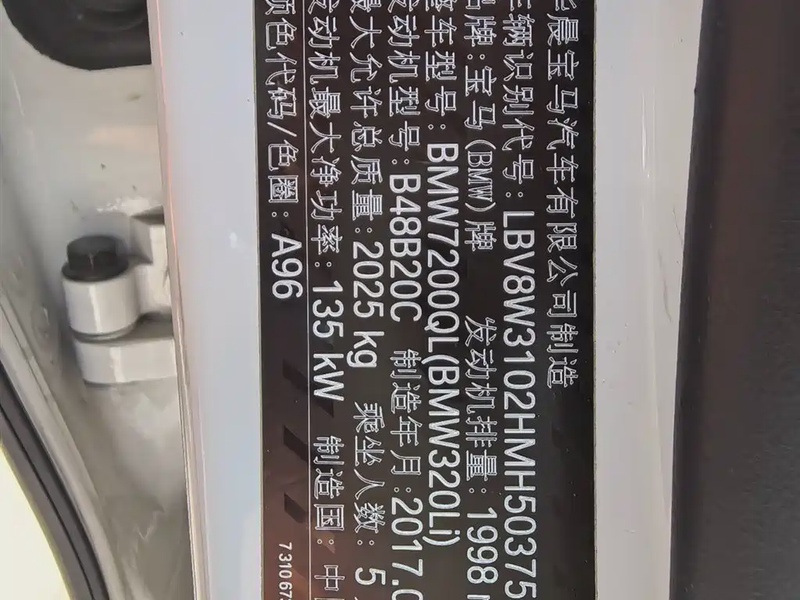 华晨宝马汽车有限公司制造
车辆识别代号:LBV8W3102HMH50375
品牌:宝马(BMW)牌 发动机排量:1998
整车型号:BMW7200QL(BMW320Li)
发动机型号:B48B20C 制造年月:2017.0
最大允许总质量:2025 kg 乘坐人数:5
发动机最大净功率:135 kW 制造国:中
颜色代码/色圈:A96
7 310 673